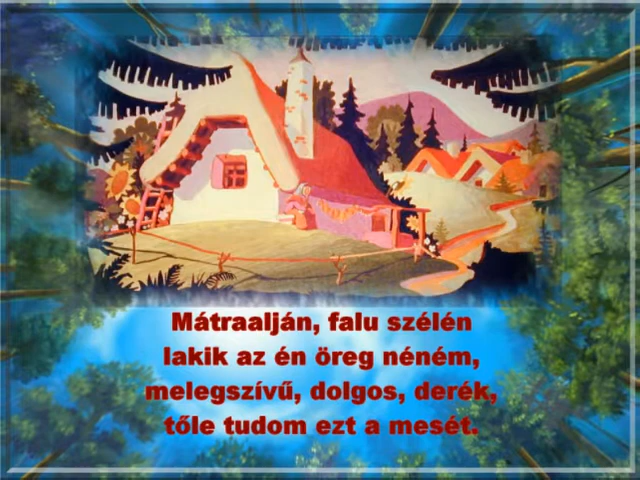 Mátraalján, falu szélén
lakik az én öreg néném,
melegszívű, dolgos, derék,
tőle tudom ezt a mesét.